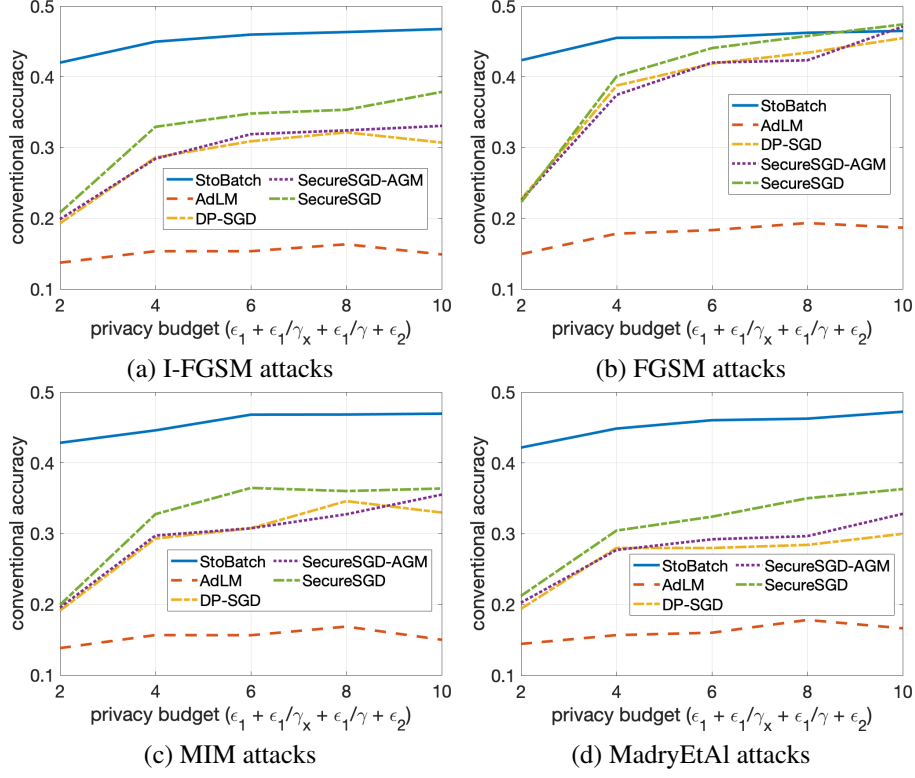 0.5
0.4
0.3
0.2
0.1
conventional accuracy
StoBatch
AdLM
DP-SGD
SecureSGD-AGM
SecureSGD
2 4 6 8 10
privacy budget (ϵ₁ + ϵ₁/γₓ + ϵ₁/γ + ϵ₂)
(a) I-FGSM attacks
0.5
0.4
0.3
0.2
0.1
conventional accuracy
StoBatch
AdLM
DP-SGD
SecureSGD-AGM
SecureSGD
2 4 6 8 10
privacy budget (ϵ₁ + ϵ₁/γₓ + ϵ₁/γ + ϵ₂)
(b) FGSM attacks
0.5
0.4
0.3
0.2
0.1
conventional accuracy
StoBatch
AdLM
DP-SGD
SecureSGD-AGM
SecureSGD
2 4 6 8 10
privacy budget (ϵ₁ + ϵ₁/γₓ + ϵ₁/γ + ϵ₂)
(c) MIM attacks
0.5
0.4
0.3
0.2
0.1
conventional accuracy
StoBatch
AdLM
DP-SGD
SecureSGD-AGM
SecureSGD
2 4 6 8 10
privacy budget (ϵ₁ + ϵ₁/γₓ + ϵ₁/γ + ϵ₂)
(d) MadryEtAl attacks